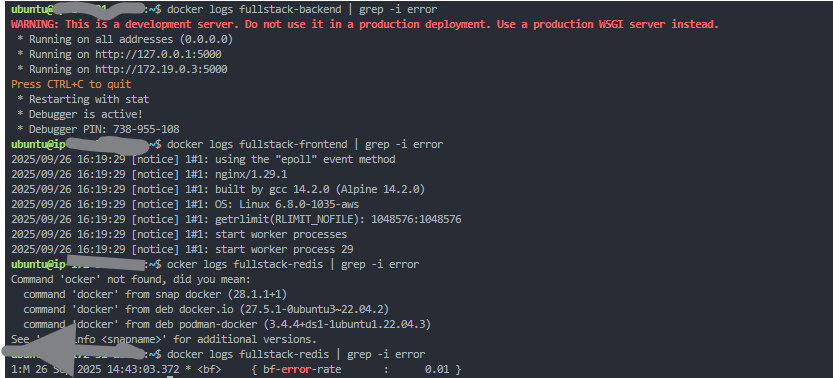 ubuntu@ip :~$ docker logs fullstack-backend | grep -i error
WARNING: This is a development server. Do not use it in a production deployment. Use a production WSGI server instead.
* Running on all addresses (0.0.0.0)
* Running on http://127.0.0.1:5000
* Running on http://172.19.0.3:5000
Press CTRL+C to quit
* Restarting with stat
* Debugger is active!
* Debugger PIN: 738-955-108
ubuntu@ip :~$ docker logs fullstack-frontend | grep -i error
2025/09/26 16:19:29 [notice] 1#1: using the "epoll" event method
2025/09/26 16:19:29 [notice] 1#1: nginx/1.29.1
2025/09/26 16:19:29 [notice] 1#1: built by gcc 14.2.0 (Alpine 14.2.0)
2025/09/26 16:19:29 [notice] 1#1: OS: Linux 6.8.0-1035-aws
2025/09/26 16:19:29 [notice] 1#1: getrlimit(RLIMIT_NOFILE): 1048576:1048576
2025/09/26 16:19:29 [notice] 1#1: start worker processes
2025/09/26 16:19:29 [notice] 1#1: start worker process 29
ubuntu@ip :~$ ocker logs fullstack-redis | grep -i error
Command 'ocker' not found, did you mean:
command 'docker' from snap docker (28.1.1+1)
command 'docker' from deb docker.io (27.5.1-0ubuntu3~22.04.2)
command 'docker' from deb podman-docker (3.4.4+ds1-1ubuntu1.22.04.3)
See ' <snapname>' for additional versions.
:~$ docker logs fullstack-redis | grep -i error
1:M 26 2025 14:43:03.372 * <bf> { bf-error-rate : 0.01 }